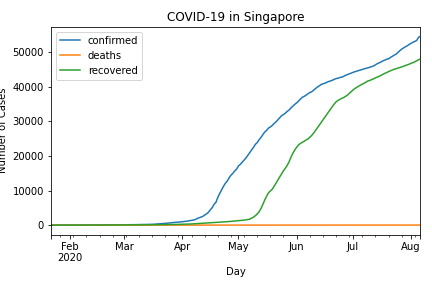 COVID-19 in Singapore
confirmed
deaths
recovered
50000
40000
30000
20000
10000
0
Number of Cases
Feb Mar Apr May Jun Jul Aug
2020
Day